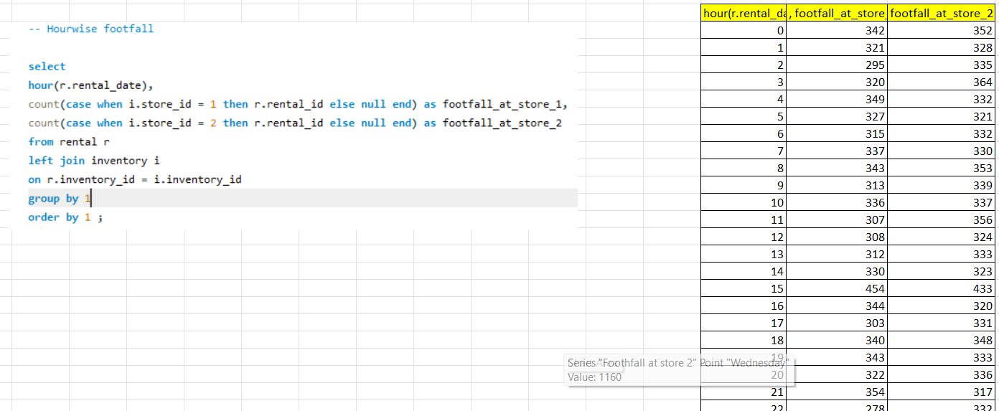 -- Hourwise footfall
select
hour(r.rental_date),
count(case when i.store_id = 1 then r.rental_id else null end) as footfall_at_store_1,
count(case when i.store_id = 2 then r.rental_id else null end) as footfall_at_store_2
from rental r
left join inventory i
on r.inventory_id = i.inventory_id
group by 1
order by 1 ;
hour(r.rental_da , footfall_at_store_ footfall_at_store_2
0 342 352
1 321 328
2 295 335
3 320 364
4 349 332
5 327 321
6 315 332
7 337 330
8 343 353
9 313 339
10 336 337
11 307 356
12 308 324
13 312 333
14 330 323
15 454 433
16 344 320
17 303 331
18 340 348
19 343 333
Series "Foothfall at store 2" Point "Wednesday"
Value: 1160
20 322 336
21 354 317
22 278 332